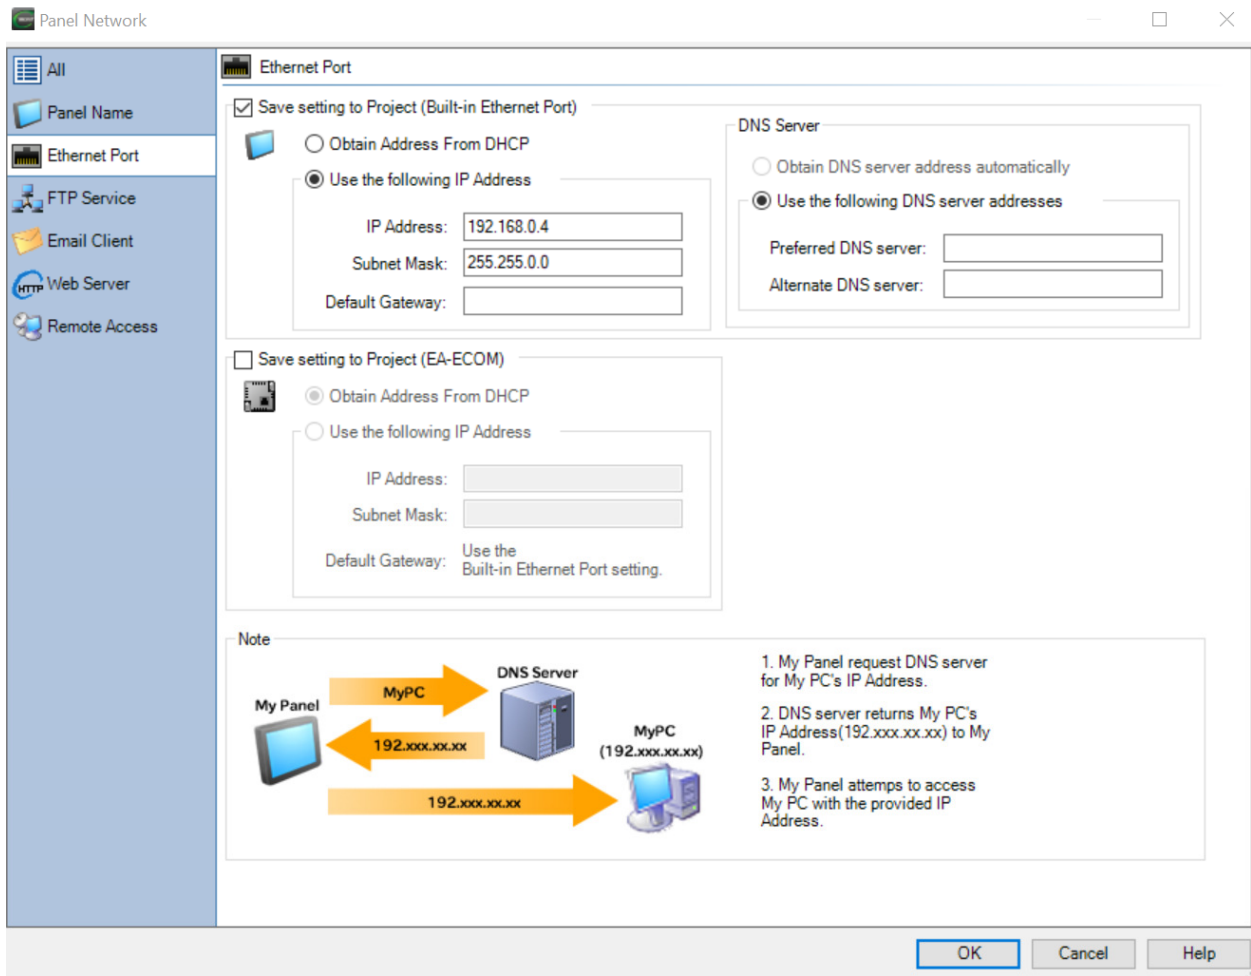 Panel Network
All
Panel Name
Ethernet Port
FTP Service
Email Client
HTTP
Web Server
Remote Access
Ethernet Port
Save setting to Project (Built-in Ethernet Port)
Obtain Address From DHCP
Use the following IP Address
IP Address: 192.168.0.4
Subnet Mask: 255.255.0.0
Default Gateway:
DNS Server
Obtain DNS server address automatically
Use the following DNS server addresses
Preferred DNS server:
Alternate DNS server:
Save setting to Project (EA-ECOM)
Obtain Address From DHCP
Use the following IP Address
IP Address:
Subnet Mask:
Default Gateway: Use the
Built-in Ethernet Port setting.
Note
My Panel
MyPC
DNS Server
192.xxx.xx.xx
MyPC
(192.xxx.xx.xx)
192.xxx.xx.xx
1. My Panel request DNS server
for My PC's IP Address.
2. DNS server returns My PC's
IP Address(192.xxx.xx.xx) to My
Panel.
3. My Panel attemps to access
My PC with the provided IP
Address.
OK
Cancel
Help